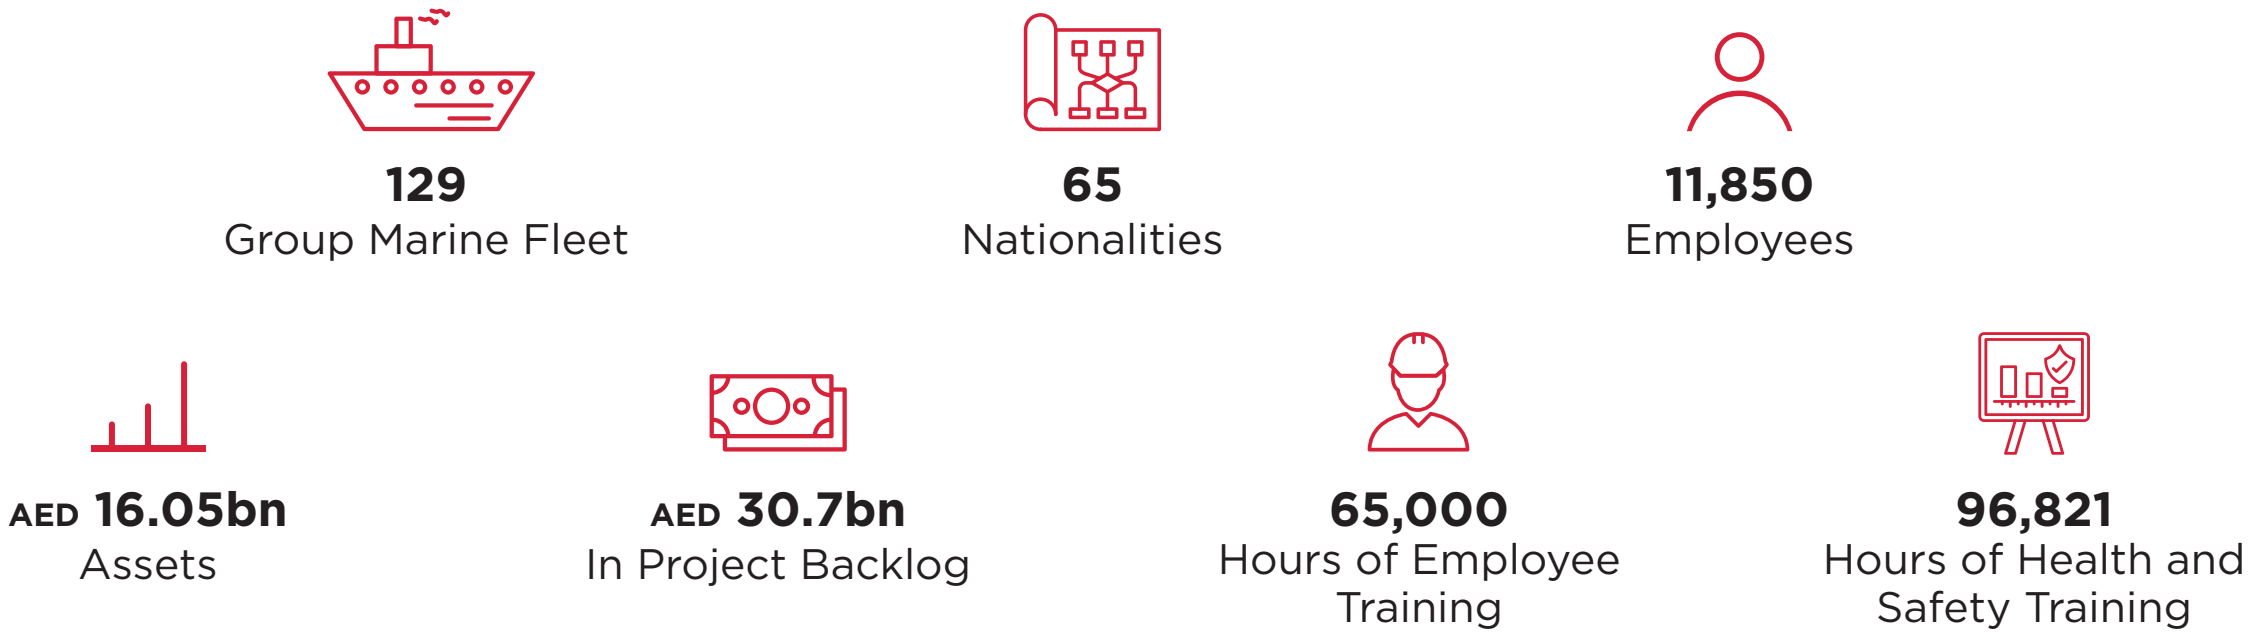 129
Group Marine Fleet
65
Nationalities
11,850
Employees
AED 16.05bn
Assets
AED 30.7bn
In Project Backlog
65,000
Hours of Employee
Training
96,821
Hours of Health and
Safety Training